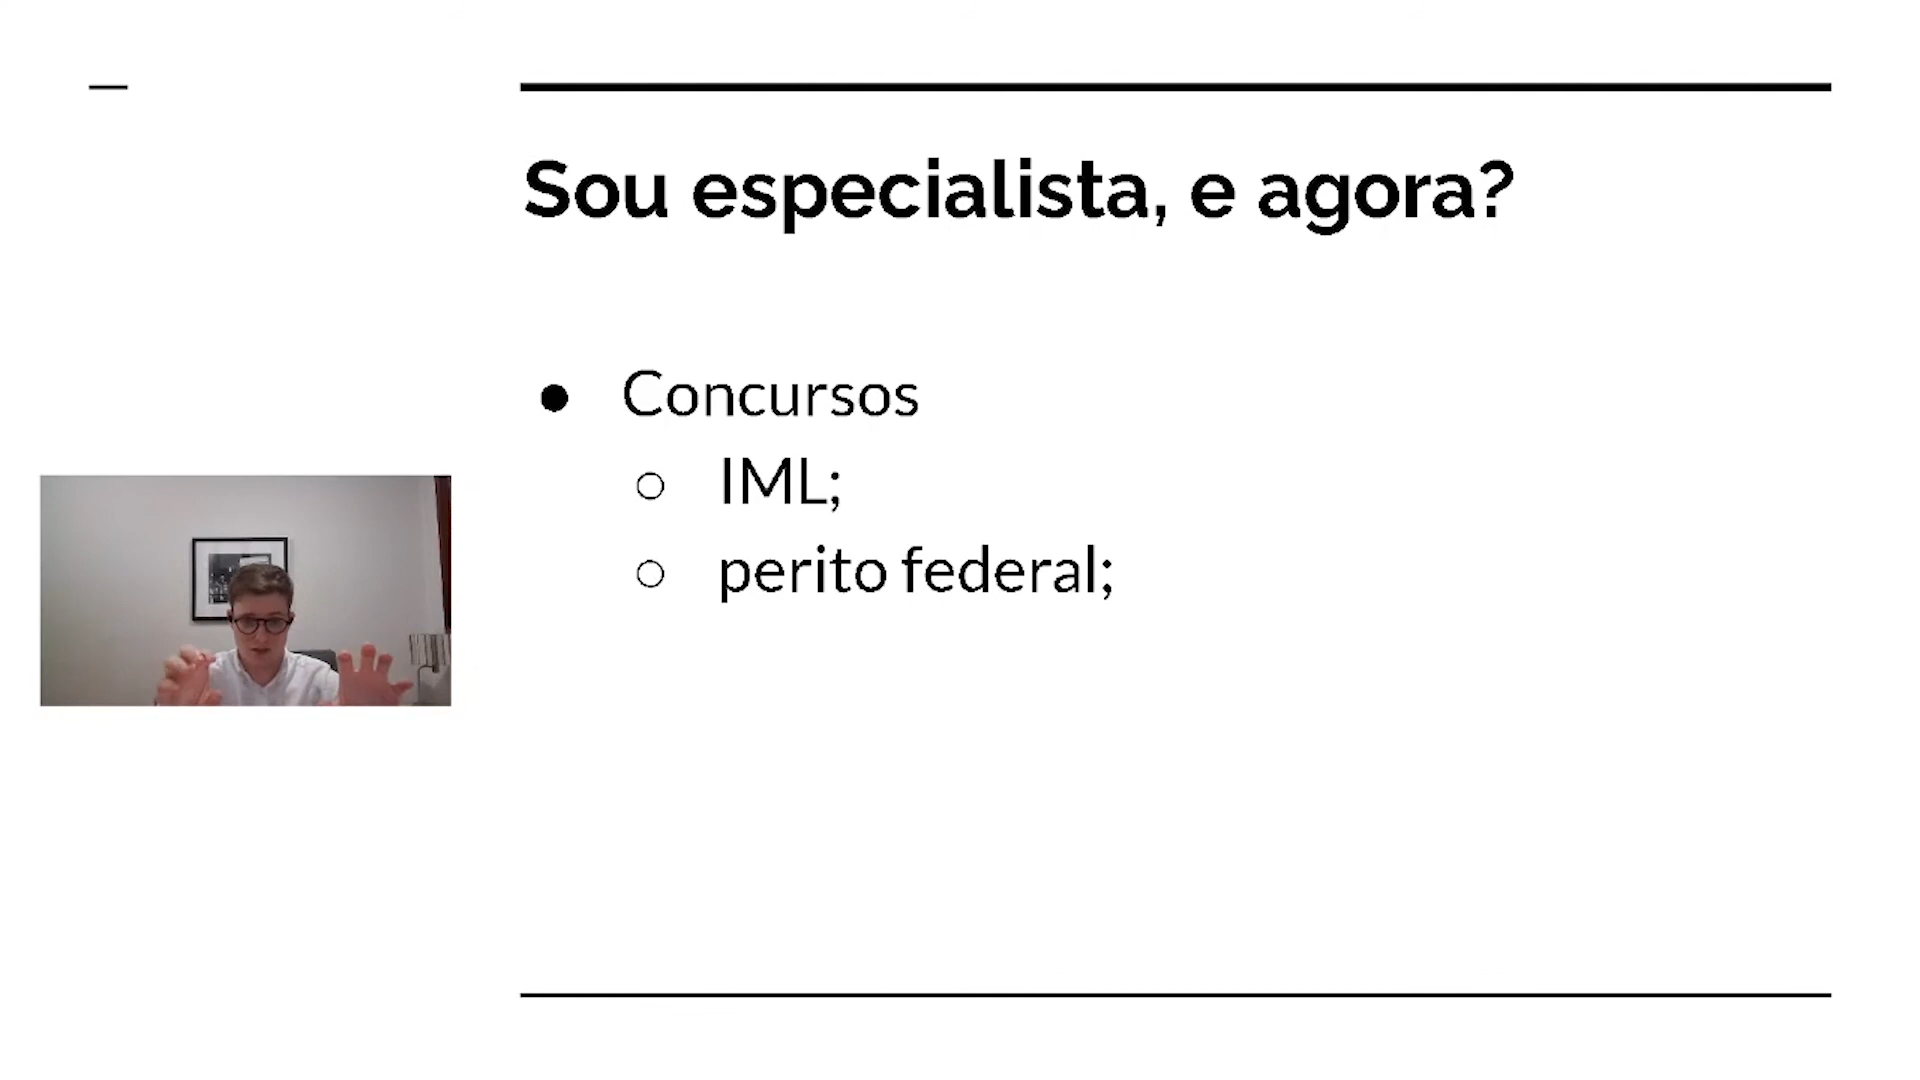 Sou especialista, e agora?
● Concursos
○ IML;
○ perito federal;